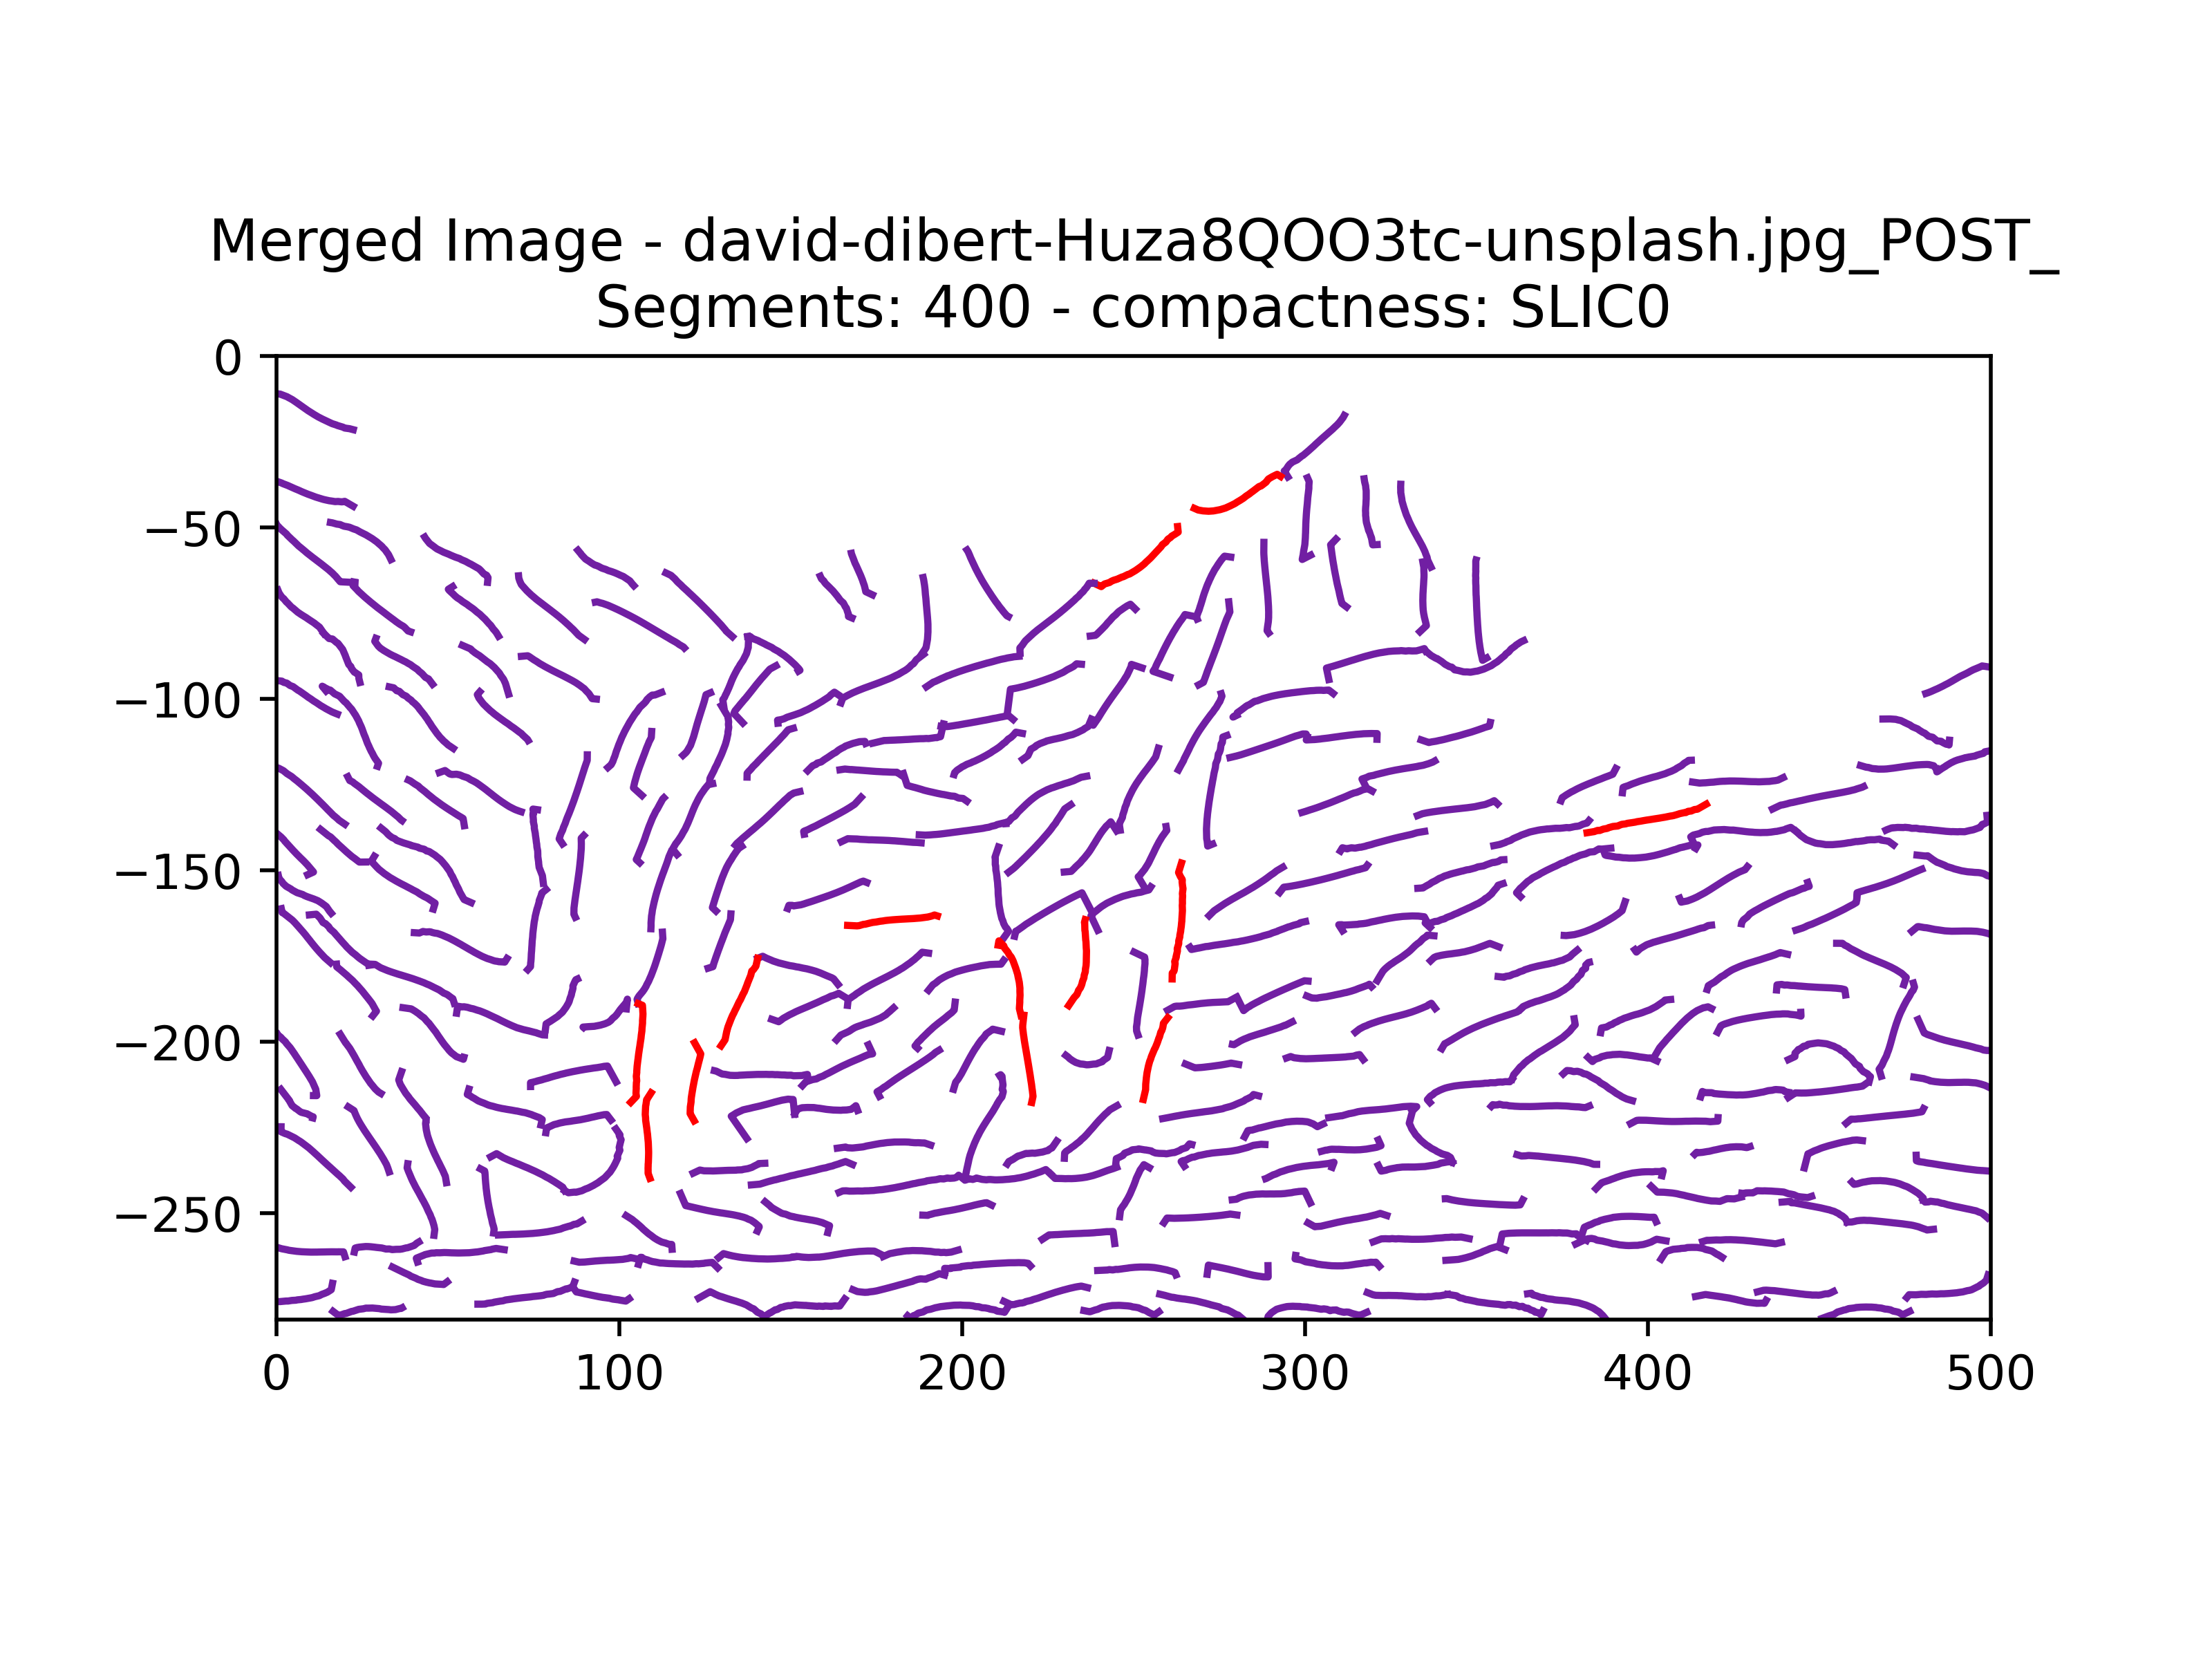 Merged Image - david-dibert-Huza8QOO3tc-unsplash.jpg_POST_
Segments: 400 - compactness: SLIC0
0
−50
−100
−150
−200
−250
0 100 200 300 400 500